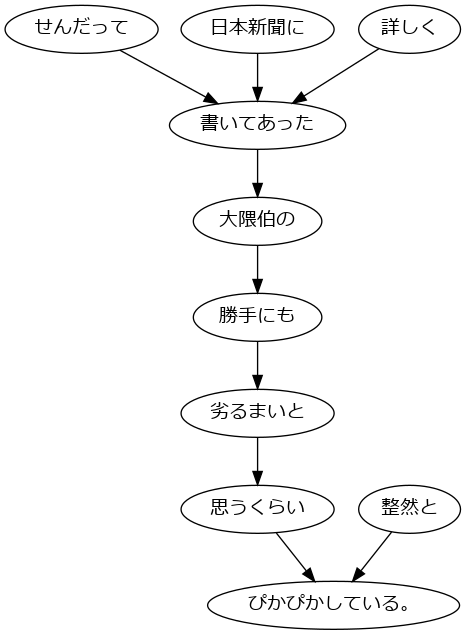 せんだって
日本新聞に
詳しく
書いてあった
大隈伯の
勝手にも
劣るまいと
思うくらい
整然と
ぴかぴかしている。